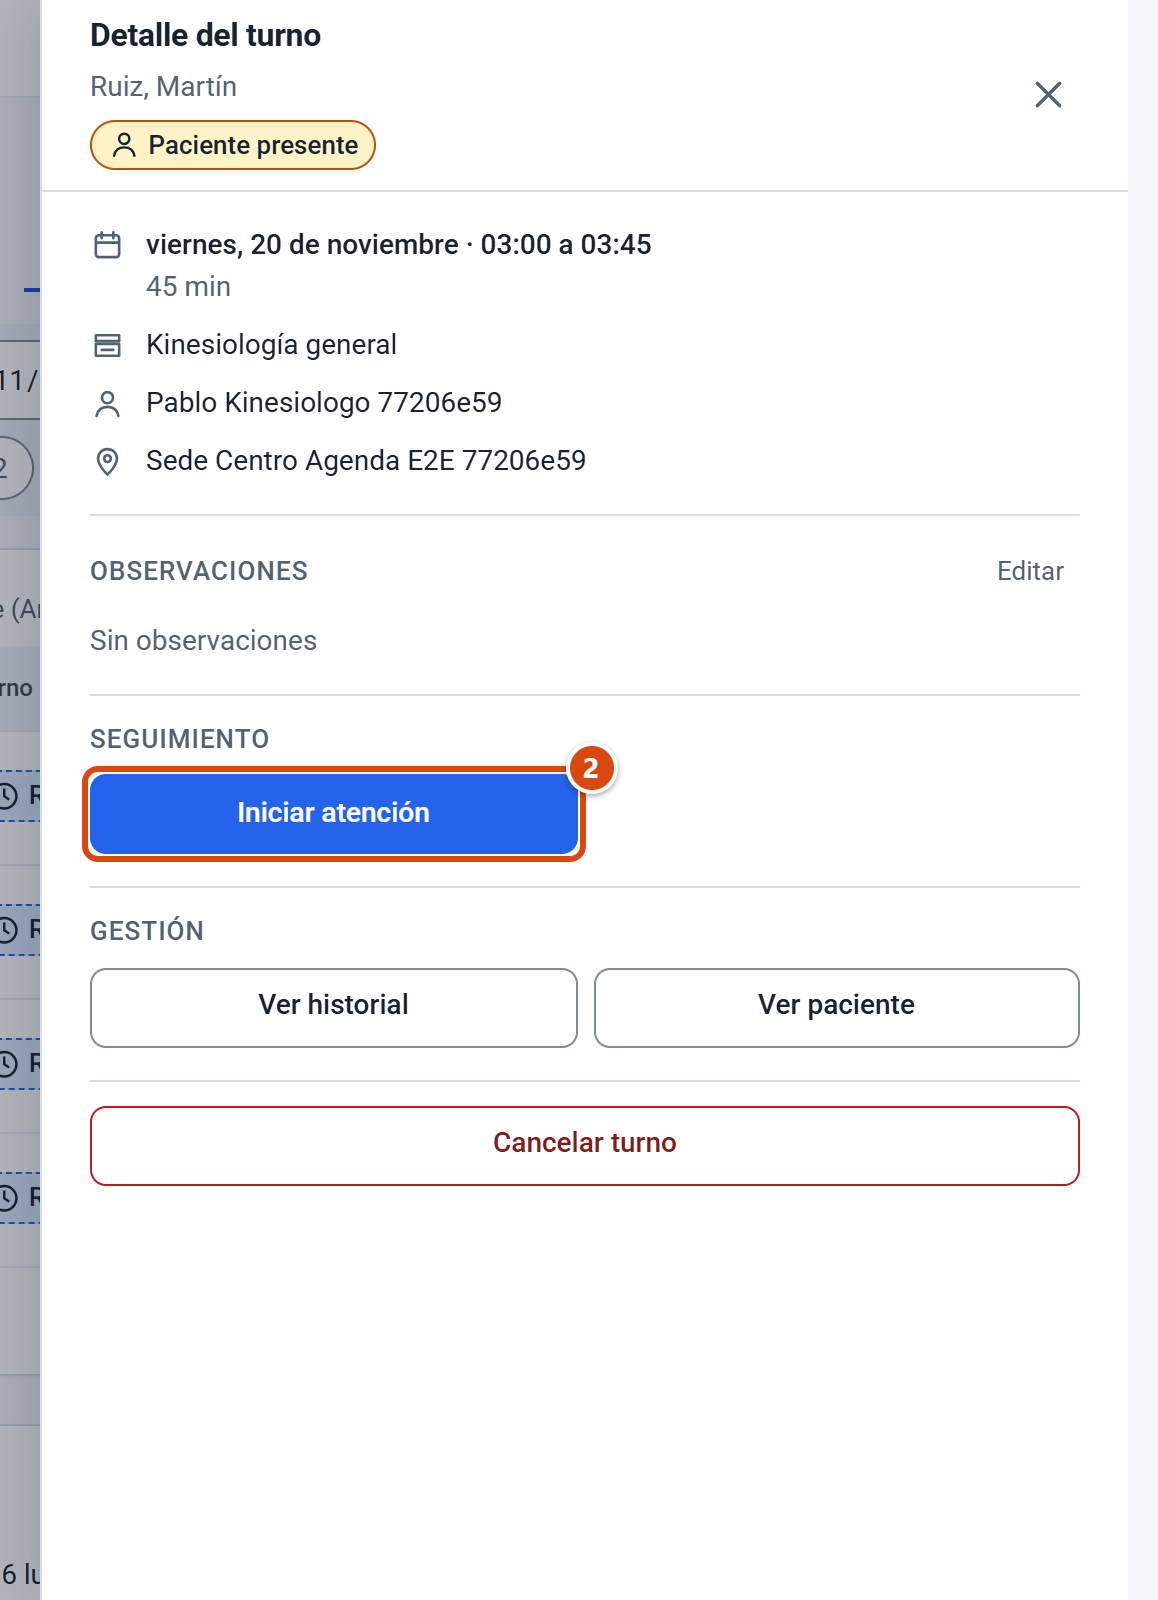 Detalle del turno
Ruiz, Martín
Paciente presente
viernes, 20 de noviembre · 03:00 a 03:45
45 min
Kinesiología general
Pablo Kinesiologo 77206e59
Sede Centro Agenda E2E 77206e59
OBSERVACIONES
Editar
Sin observaciones
SEGUIMIENTO
2
Iniciar atención
GESTIÓN
Ver historial
Ver paciente
Cancelar turno
11/
2